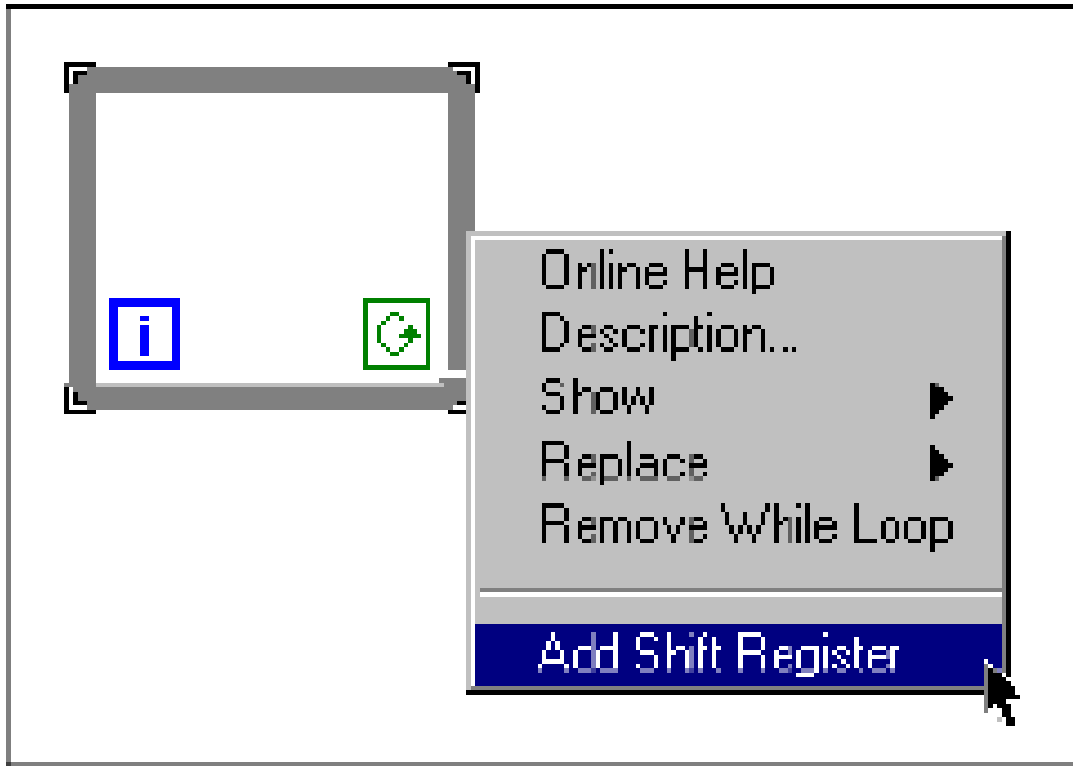 i
Online Help
Description...
Show
Replace
Remove While Loop
Add Shift Register